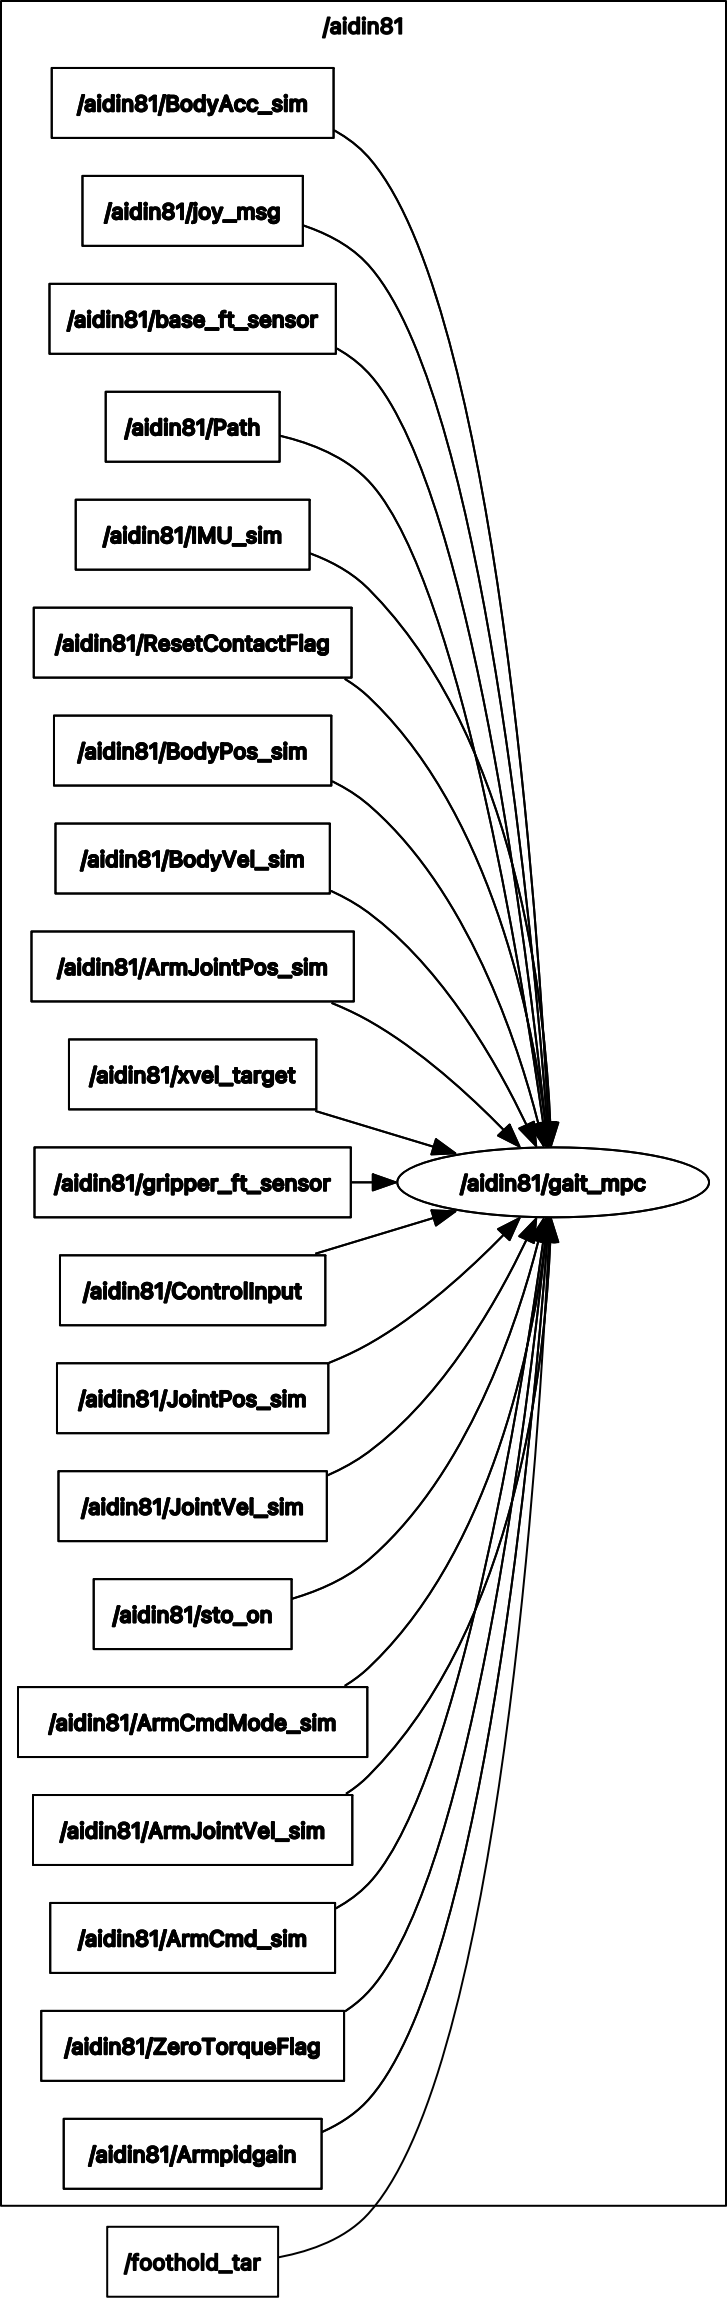 /aidin81
/aidin81/BodyAcc_sim
/aidin81/joy_msg
/aidin81/base_ft_sensor
/aidin81/Path
/aidin81/IMU_sim
/aidin81/ResetContactFlag
/aidin81/BodyPos_sim
/aidin81/BodyVel_sim
/aidin81/ArmJointPos_sim
/aidin81/xvel_target
/aidin81/gripper_ft_sensor
/aidin81/gait_mpc
/aidin81/ControlInput
/aidin81/JointPos_sim
/aidin81/JointVel_sim
/aidin81/sto_on
/aidin81/ArmCmdMode_sim
/aidin81/ArmJointVel_sim
/aidin81/ArmCmd_sim
/aidin81/ZeroTorqueFlag
/aidin81/Armpidgain
/foothold_tar